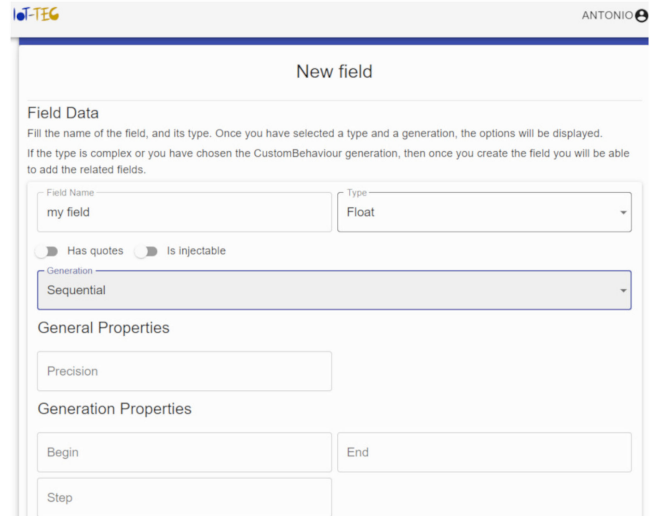 IoT-TEG
ANTONIO
New field
Field Data
Fill the name of the field, and its type. Once you have selected a type and a generation, the options will be displayed.
If the type is complex or you have chosen the CustomBehaviour generation, then once you create the field you will be able
to add the related fields.
Field Name
my field
Type
Float
Has quotes
Is injectable
Generation
Sequential
General Properties
Precision
Generation Properties
Begin
End
Step